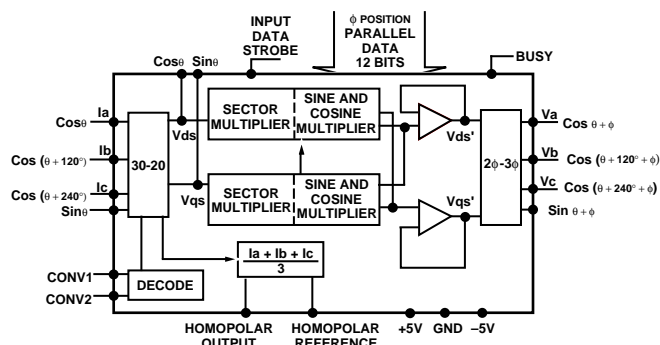 INPUT
DATA
STROBE
ϕ POSITION
PARALLEL
DATA
12 BITS
BUSY
Cosθ Sinθ
Cosθ
Ia
Cos (θ+120°)
Ib
Cos (θ+240°)
Ic
Sinθ
30-20
Vds
Vqs
SECTOR
MULTIPLIER
SINE AND
COSINE
MULTIPLIER
SECTOR
MULTIPLIER
SINE AND
COSINE
MULTIPLIER
Vds'
Vqs'
2ϕ-3ϕ
Va
Cos θ+ϕ
Vb
Cos (θ+120°+ϕ)
Vc
Cos (θ+240°+ϕ)
Sin θ+ϕ
Ia + Ib + Ic
3
CONV1
CONV2
DECODE
HOMOPOLAR
OUTPUT
HOMOPOLAR
REFERENCE
+5V GND –5V